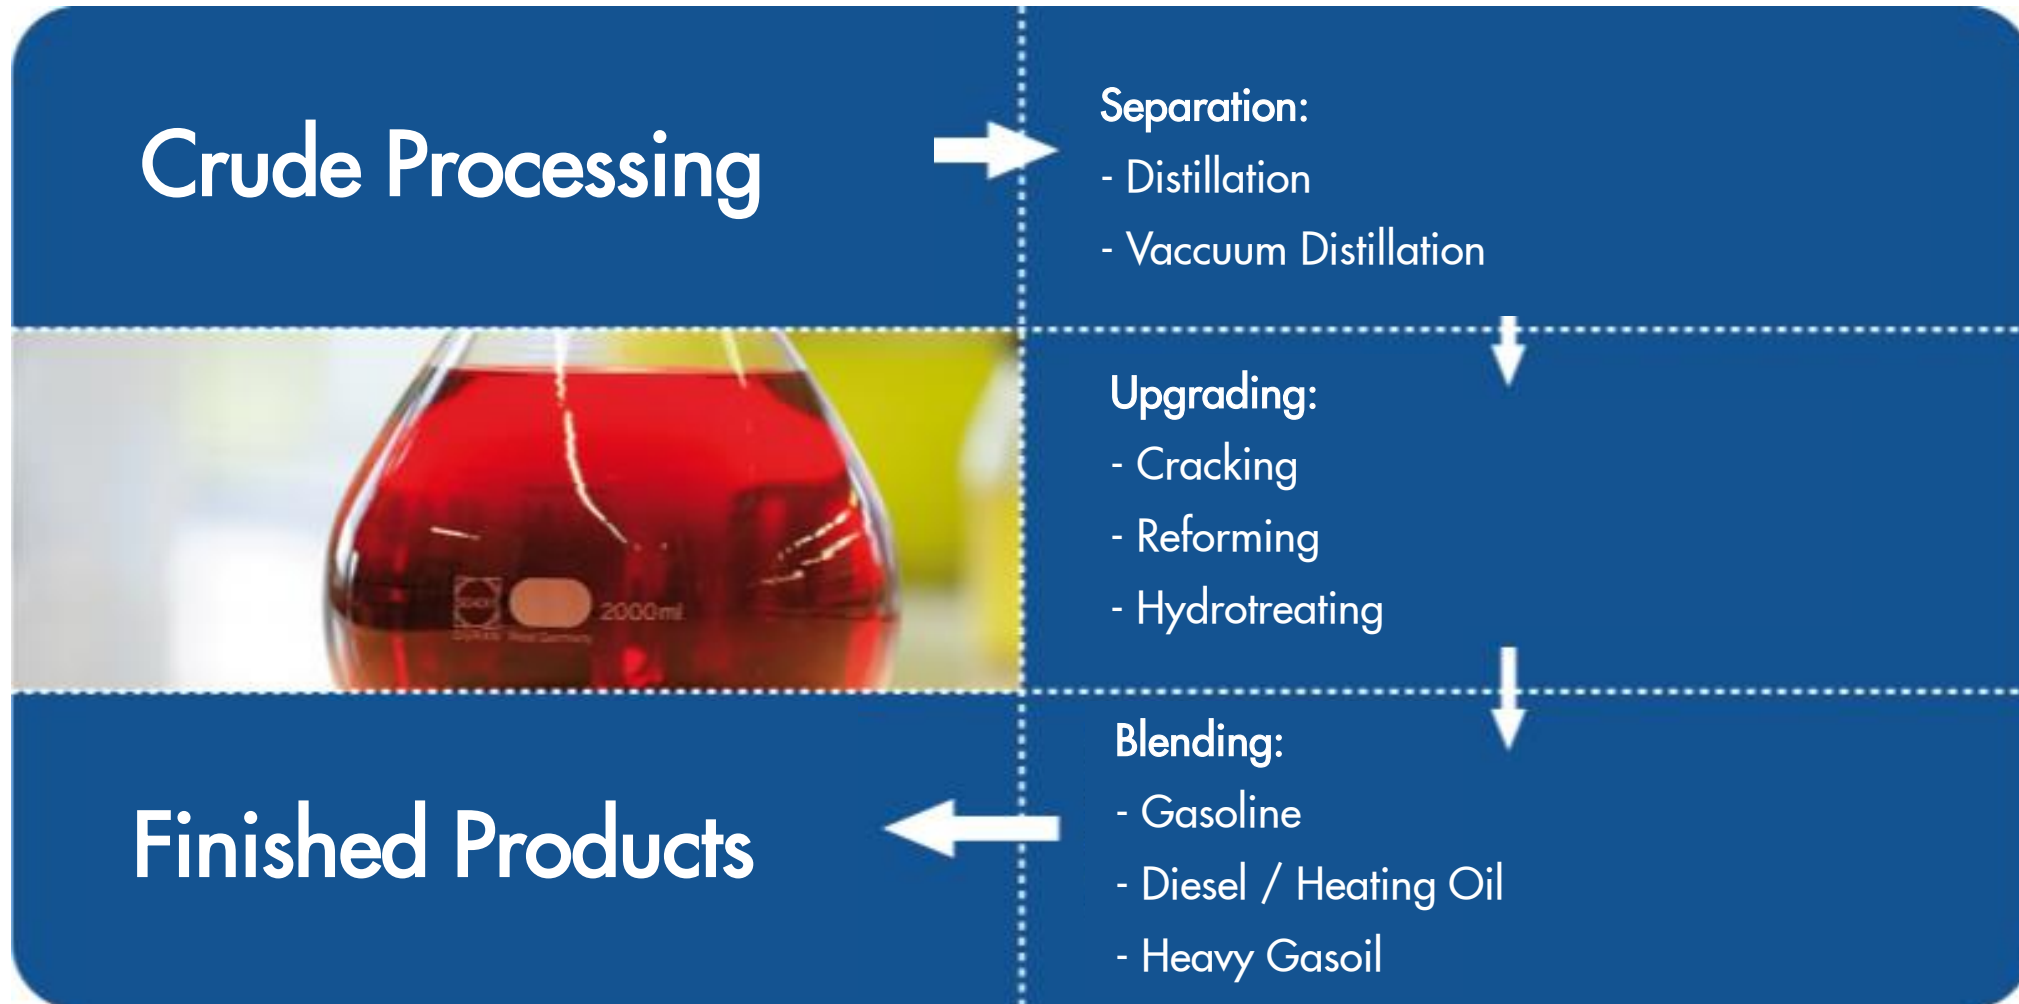 Crude Processing
Separation:
- Distillation
- Vaccuum Distillation
Upgrading:
- Cracking
- Reforming
- Hydrotreating
2000ml
Blending:
- Gasoline
- Diesel / Heating Oil
- Heavy Gasoil
Finished Products